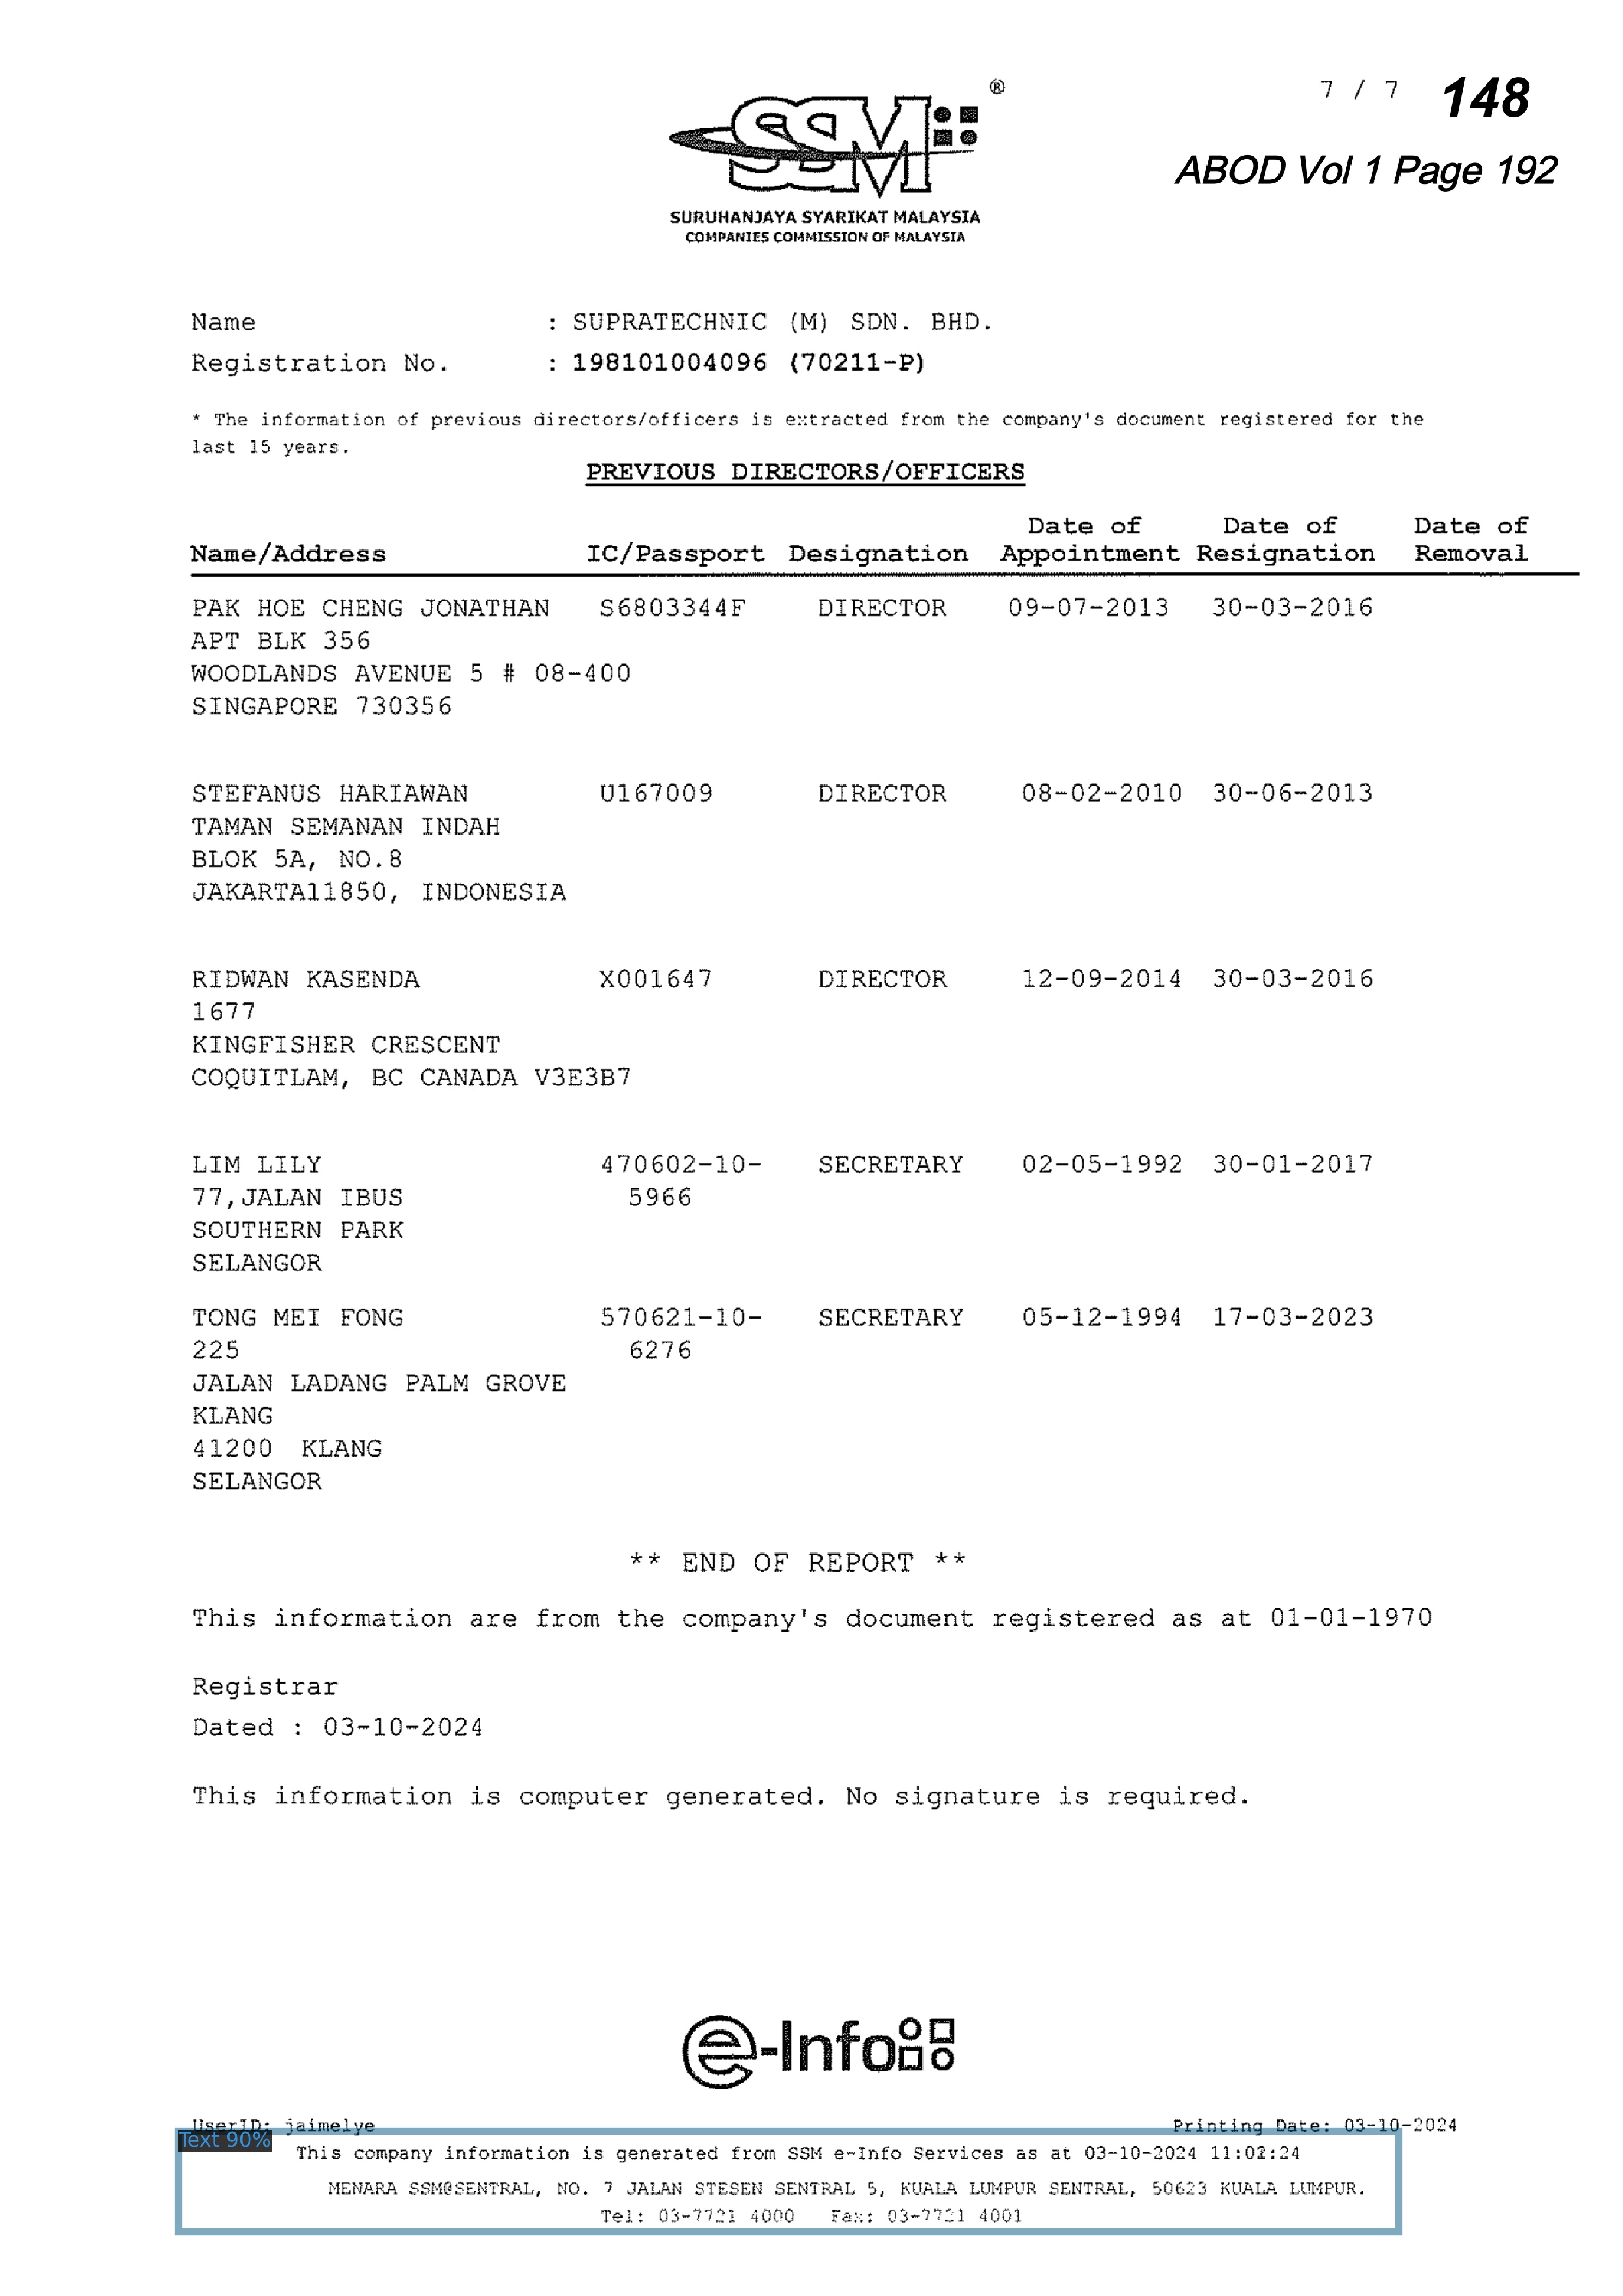 7 / 7 148
ABOD Vol 1 Page 192
SSM ®
SURUHANJAYA SYARIKAT MALAYSIA
COMPANIES COMMISSION OF MALAYSIA
Name : SUPRATECHNIC (M) SDN. BHD.
Registration No. : 198101004096 (70211-P)
* The information of previous directors/officers is extracted from the company's document registered for the
last 15 years.
PREVIOUS DIRECTORS/OFFICERS
Date of Date of Date of
Name/Address IC/Passport Designation Appointment Resignation Removal
PAK HOE CHENG JONATHAN S6803344F DIRECTOR 09-07-2013 30-03-2016
APT BLK 356
WOODLANDS AVENUE 5 # 08-400
SINGAPORE 730356
STEFANUS HARIAWAN U167009 DIRECTOR 08-02-2010 30-06-2013
TAMAN SEMANAN INDAH
BLOK 5A, NO.8
JAKARTA11850, INDONESIA
RIDWAN KASENDA X001647 DIRECTOR 12-09-2014 30-03-2016
1677
KINGFISHER CRESCENT
COQUITLAM, BC CANADA V3E3B7
LIM LILY 470602-10- SECRETARY 02-05-1992 30-01-2017
77,JALAN IBUS 5966
SOUTHERN PARK
SELANGOR
TONG MEI FONG 570621-10- SECRETARY 05-12-1994 17-03-2023
225 6276
JALAN LADANG PALM GROVE
KLANG
41200 KLANG
SELANGOR
** END OF REPORT **
This information are from the company's document registered as at 01-01-1970
Registrar
Dated : 03-10-2024
This information is computer generated. No signature is required.
e-Info
UserID: jaimelye Printing Date: 03-10-2024
Text 90%
This company information is generated from SSM e-Info Services as at 03-10-2024 11:02:24
MENARA SSM@SENTRAL, NO. 7 JALAN STESEN SENTRAL 5, KUALA LUMPUR SENTRAL, 50623 KUALA LUMPUR.
Tel: 03-7721 4000 Fax: 03-7721 4001